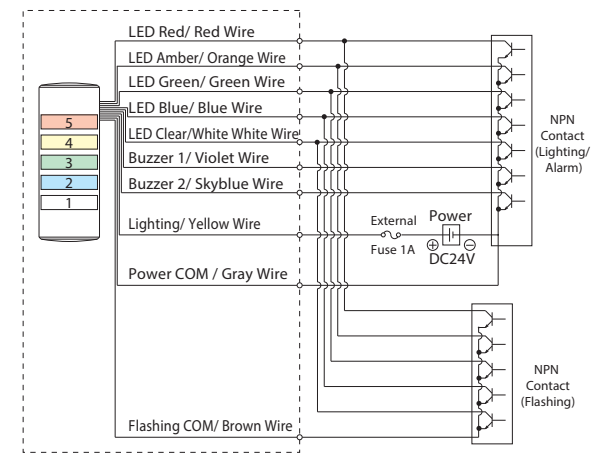 LED Red/ Red Wire
LED Amber/ Orange Wire
LED Green/ Green Wire
LED Blue/ Blue Wire
LED Clear/White White Wire
Buzzer 1/ Violet Wire
Buzzer 2/ Skyblue Wire
Lighting/ Yellow Wire
Power COM / Gray Wire
Flashing COM/ Brown Wire
5
4
3
2
1
External
Fuse 1A
Power
⊕ ⊖
DC24V
NPN
Contact
(Lighting/
Alarm)
NPN
Contact
(Flashing)